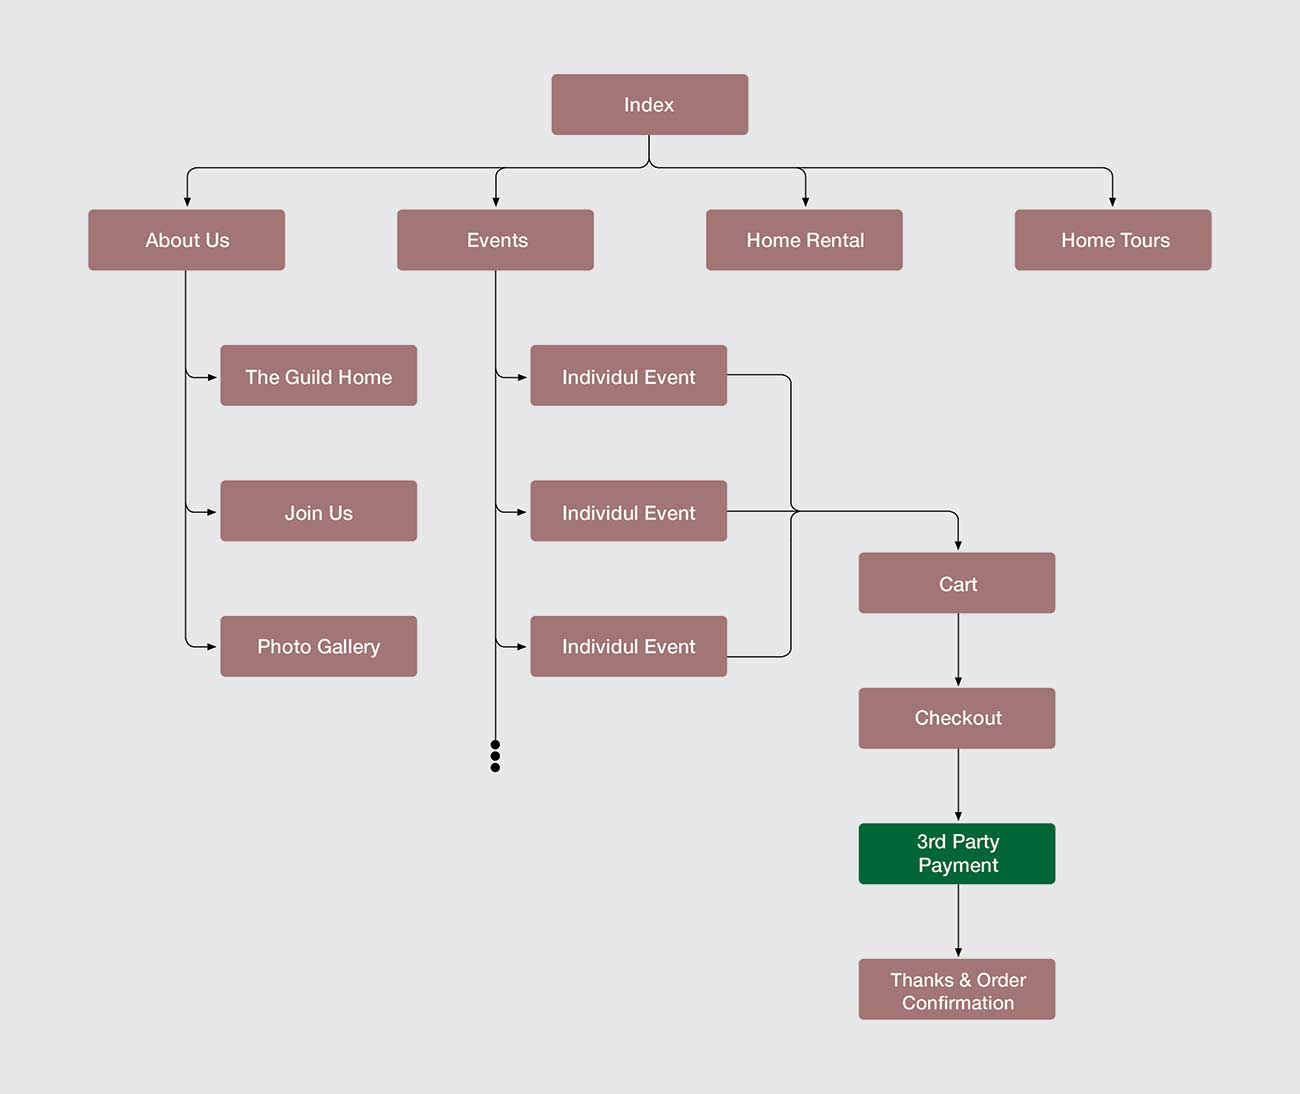 Index
About Us
Events
Home Rental
Home Tours
The Guild Home
Individul Event
Join Us
Individul Event
Cart
Photo Gallery
Individul Event
Checkout
3rd Party
Payment
Thanks & Order
Confirmation